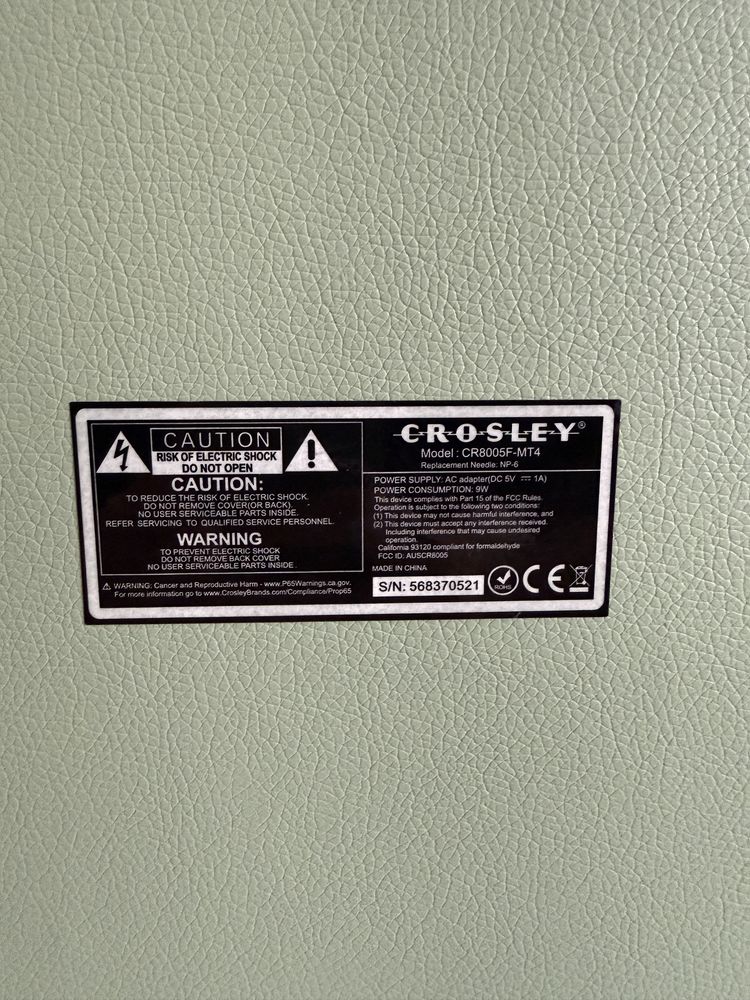 CAUTION
RISK OF ELECTRIC SHOCK
DO NOT OPEN
CAUTION:
TO REDUCE THE RISK OF ELECTRIC SHOCK.
DO NOT REMOVE COVER(OR BACK).
NO USER SERVICEABLE PARTS INSIDE.
REFER SERVICING TO QUALIFIED SERVICE PERSONNEL.
WARNING
TO PREVENT ELECTRIC SHOCK
DO NOT REMOVE BACK COVER
NO USER SERVICEABLE PARTS INSIDE.
⚠ WARNING: Cancer and Reproductive Harm - www.P65Warnings.ca.gov.
For more information go to www.CrosleyBrands.com/Compliance/Prop65
CROSLEY®
Model : CR8005F-MT4
Replacement Needle: NP-6
POWER SUPPLY: AC adapter(DC 5V ⎓ 1A)
POWER CONSUMPTION: 9W
This device complies with Part 15 of the FCC Rules.
Operation is subject to the following two conditions:
(1) This device may not cause harmful interference, and
(2) This device must accept any interference received.
Including interference that may cause undesired
operation.
California 93120 compliant for formaldehyde
FCC ID: AUSCR8005
MADE IN CHINA
S/N: 568370521
ROHS
CE